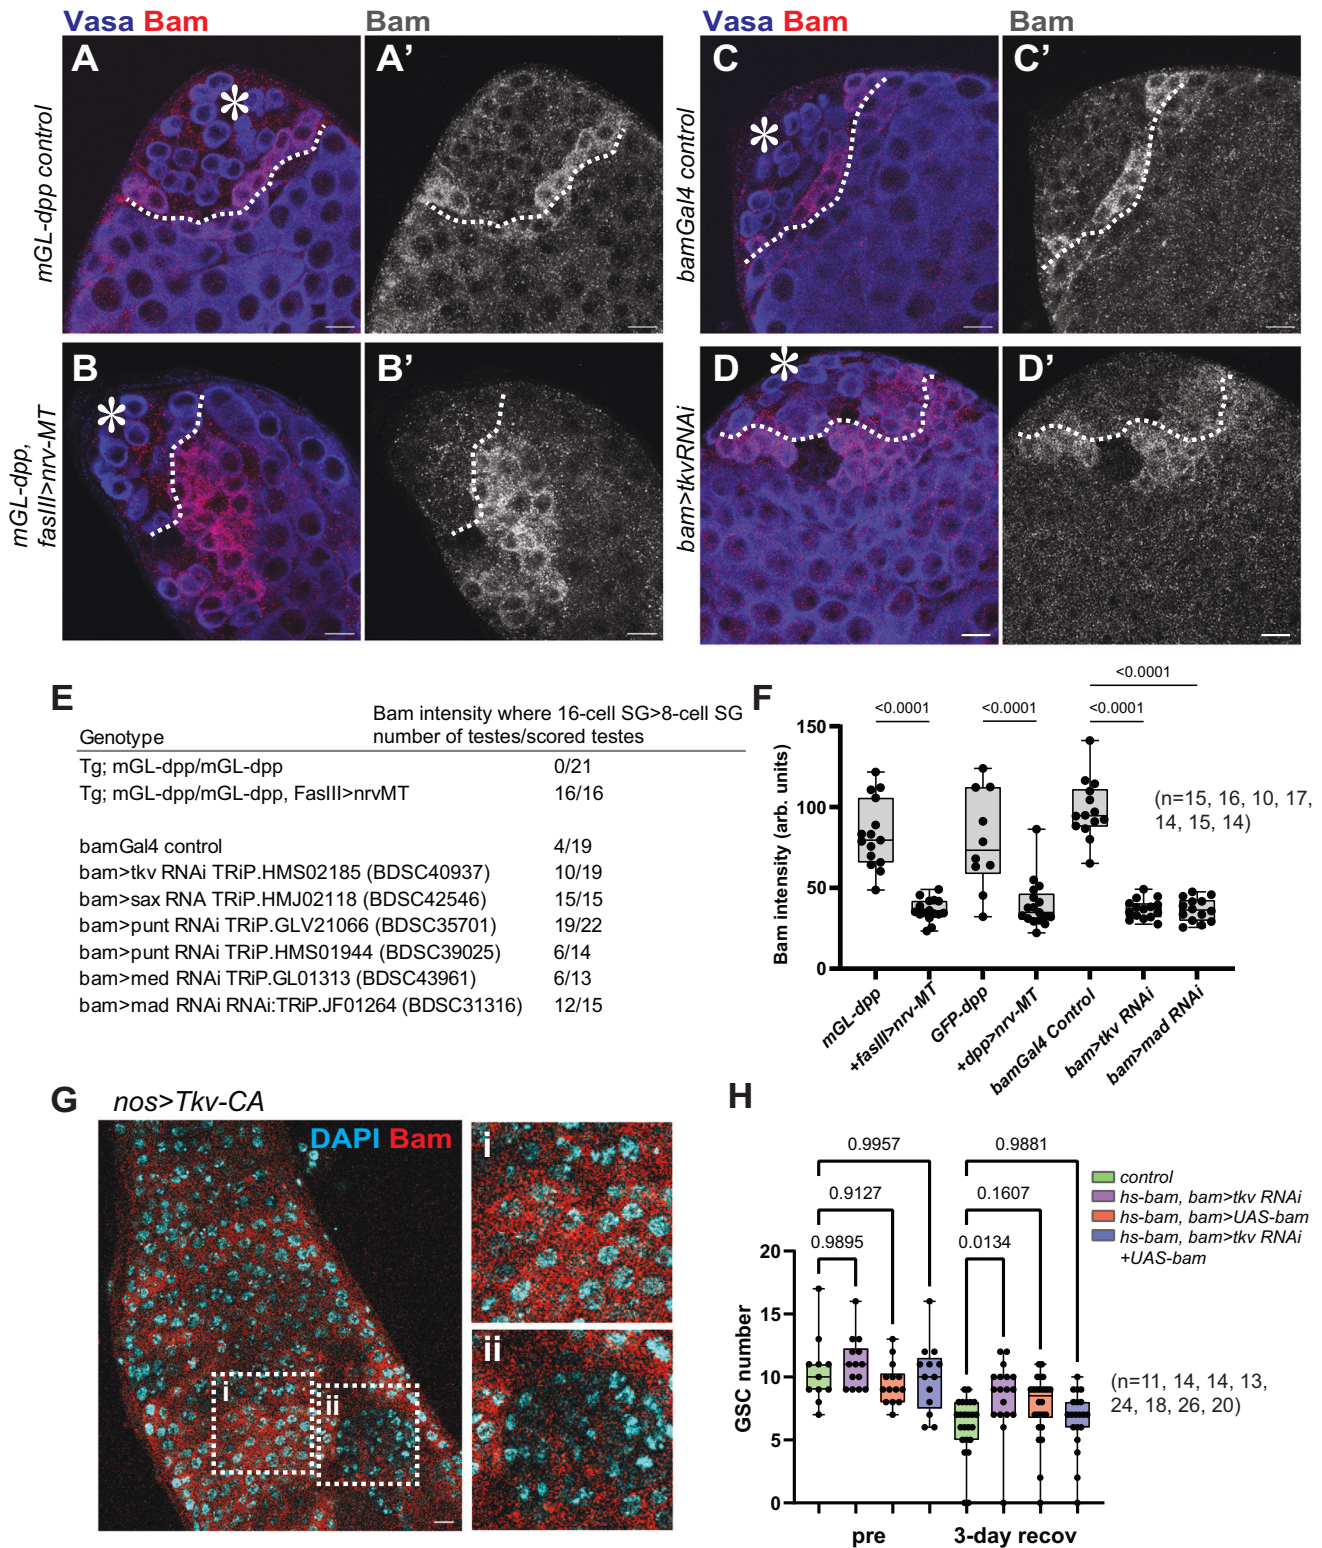 Vasa Bam
Bam
Vasa Bam
Bam
A
A'
C
C'
mGL-dpp control
bamGal4 control
B
B'
D
D'
mGL-dpp,
fasIII>nrv-MT
bam>tkvRNAi
E
Genotype
Bam intensity where 16-cell SG>8-cell SG
number of testes/scored testes
Tg; mGL-dpp/mGL-dpp 0/21
Tg; mGL-dpp/mGL-dpp, FasIII>nrvMT 16/16
bamGal4 control 4/19
bam>tkv RNAi TRiP.HMS02185 (BDSC40937) 10/19
bam>sax RNA TRiP.HMJ02118 (BDSC42546) 15/15
bam>punt RNAi TRiP.GLV21066 (BDSC35701) 19/22
bam>punt RNAi TRiP.HMS01944 (BDSC39025) 6/14
bam>med RNAi TRiP.GL01313 (BDSC43961) 6/13
bam>mad RNAi RNAi:TRiP.JF01264 (BDSC31316) 12/15
F
<0.0001
<0.0001 <0.0001 <0.0001
Bam intensity (arb. units)
150
100
50
0
(n=15, 16, 10, 17,
14, 15, 14)
mGL-dpp
+fasIII>nrv-MT
GFP-dpp
+dpp>nrv-MT
bamGal4 Control
bam>tkv RNAi
bam>mad RNAi
G
nos>Tkv-CA
DAPI Bam
i
ii
i
ii
H
0.9957
0.9881
0.9127
0.1607
0.9895
0.0134
control
hs-bam, bam>tkv RNAi
hs-bam, bam>UAS-bam
hs-bam, bam>tkv RNAi
+UAS-bam
GSC number
20
15
10
5
0
(n=11, 14, 14, 13,
24, 18, 26, 20)
pre
3-day recov